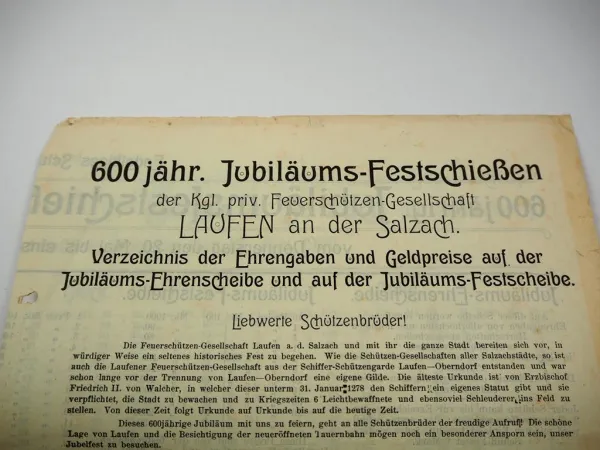 600 jähr. Jubiläums-Festschießen
der Kgl. priv. Feuerschützen-Gesellschaft
LAUFEN an der Salzach.
Verzeichnis der Ehrengaben und Geldpreise auf der
Jubiläums-Ehrenscheibe und auf der Jubiläums-Festscheibe.
Liebwerte Schützenbrüder!
Die Feuerschützen-Gesellschaft Laufen a. d. Salzach und mit ihr die ganze Stadt bereiten sich vor, in
würdiger Weise ein seltenes historisches Fest zu begehen. Wie die Schützen-Gesellschaften aller Salzachstädte, so ist
auch die Laufener Feuerschützen-Gesellschaft aus der Schiffer-Schützengarde Laufen—Oberndorf entstanden und war
schon lange vor der Trennung von Laufen—Oberndorf eine eigene Gilde. Die älteste Urkunde ist von Erzbischof
Friedrich II. von Walcher, in welcher dieser unterm 31. Januar 1278 den Schiffern ein eigenes Statut gibt und sie
verpflichtet, die Stadt zu bewachen und zu Kriegszeiten 6 Leichtbewaffnete und ebensoviel Schleuderer ins Feld zu
stellen. Von dieser Zeit folgt Urkunde auf Urkunde bis auf die heutige Zeit.
Dieses 600jährige Jubiläum mit uns zu feiern, geht an alle Schützenbrüder der freudige Aufruf! Die schöne
Lage von Laufen und die Besichtigung der neueröffneten Tauernbahn mögen noch ein besonderer Ansporn sein, unser
Jubelfest zu besuchen.